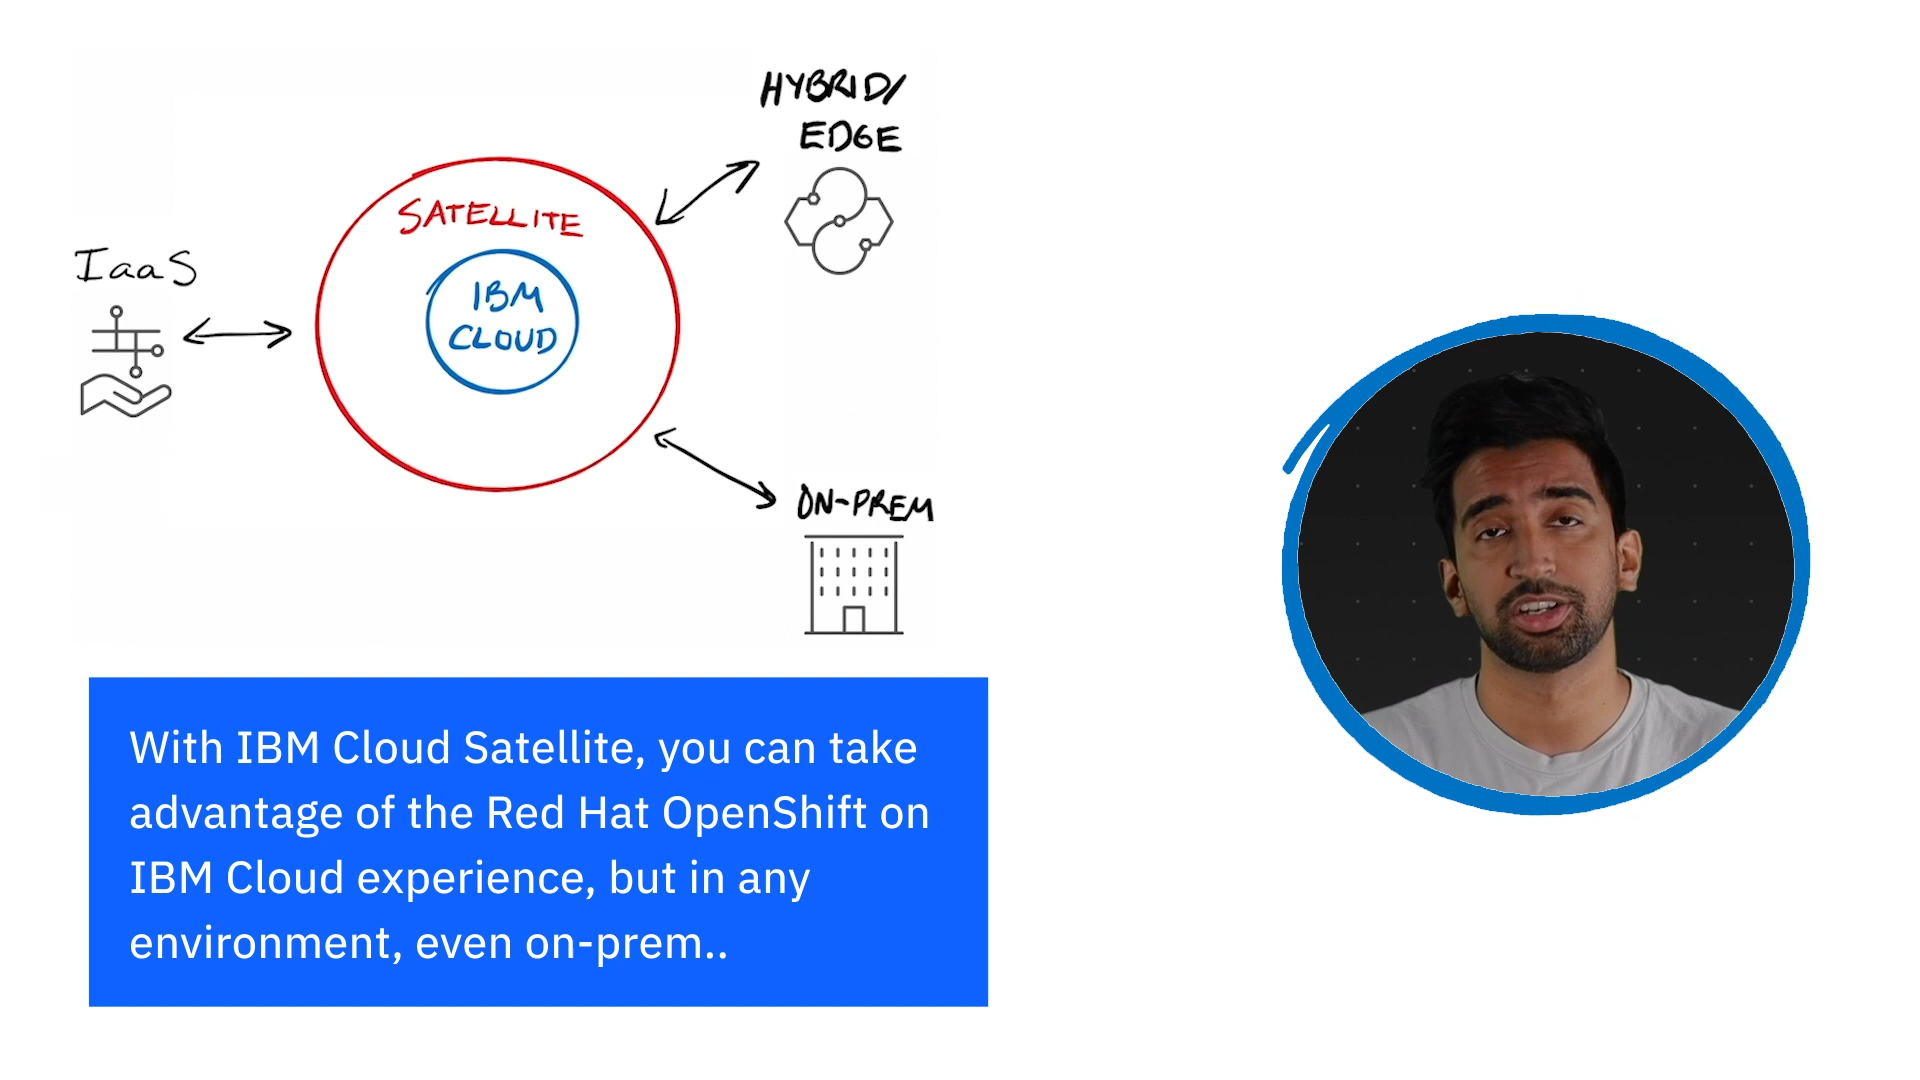 HYBRID/
EDGE
SATELLITE
IaaS
IBM
CLOUD
ON-PREM
With IBM Cloud Satellite, you can take
advantage of the Red Hat OpenShift on
IBM Cloud experience, but in any
environment, even on-prem..